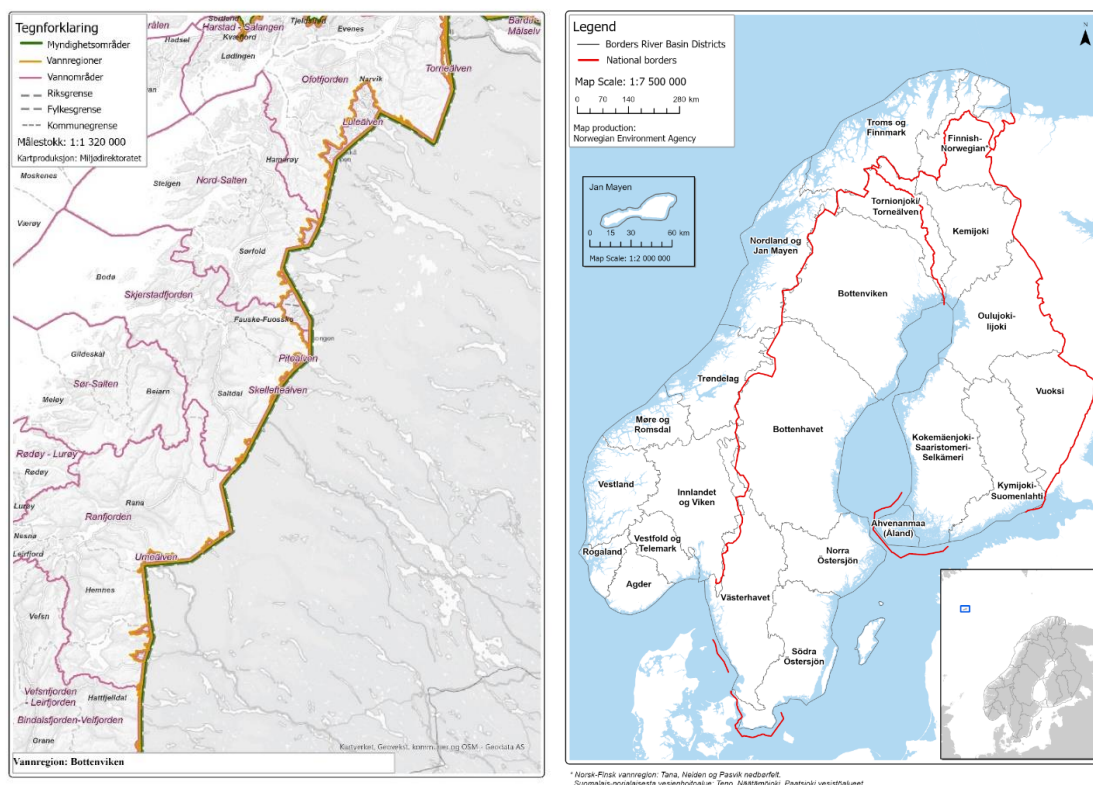 Tegnforklaring
Myndighetsområder
Vannregioner
Vannområder
Riksgrense
Fylkesgrense
Kommunegrense
Målestokk: 1:1 320 000
Kartproduksjon: Miljødirektoratet
Sortland
Harstad - Salangen
Kvæfjord
Tjeldsund
Evenes
Bardu
Målselv
Hadsel
Lødingen
Torneälven
Ofotfjorden
Narvik
Luleälven
Hamarøy
Moskenes
Steigen
Nord-Salten
Værøy
Sørfold
Bodø
Skjerstadfjorden
Fauske-Fuossko
Gildeskål
Piteälven
Sør-Salten
Skellefteälven
Beiarn
Saltdal
Meløy
Rødøy - Lurøy
Rødøy
Rana
Lurøy
Ranfjorden
Nesna
Leirfjord
Umeälven
Hemnes
Vefsn
Vefsnfjorden
- Leirfjorden
Hattfjelldal
Bindalsfjorden-Velfjorden
Grane
Kartverket, Geovekst, kommuner og OSM - Geodata AS
Vannregion: Bottenviken
Legend
Borders River Basin Districts
National borders
Map Scale: 1:7 500 000
0 70 140 280 km
Map production:
Norwegian Environment Agency
N
Jan Mayen
0 15 30 60 km
Map Scale: 1:2 000 000
Troms og
Finnmark
Finnish-
Norwegian*
Tornionjoki/
Torneälven
Kemijoki
Nordland og
Jan Mayen
Bottenviken
Oulujoki-
Iijoki
Trøndelag
Vuoksi
Møre og
Romsdal
Bottenhavet
Kokemäenjoki-
Saaristomeri-
Selkämeri
Vestland
Innlandet
og Viken
Kymijoki-
Suomenlahti
Ahvenanmaa
(Åland)
Rogaland
Vestfold og
Telemark
Norra
Östersjön
Agder
Västerhavet
Södra
Östersjön
* Norsk-Finsk vannregion: Tana, Neiden og Pasvik nedbørfelt.